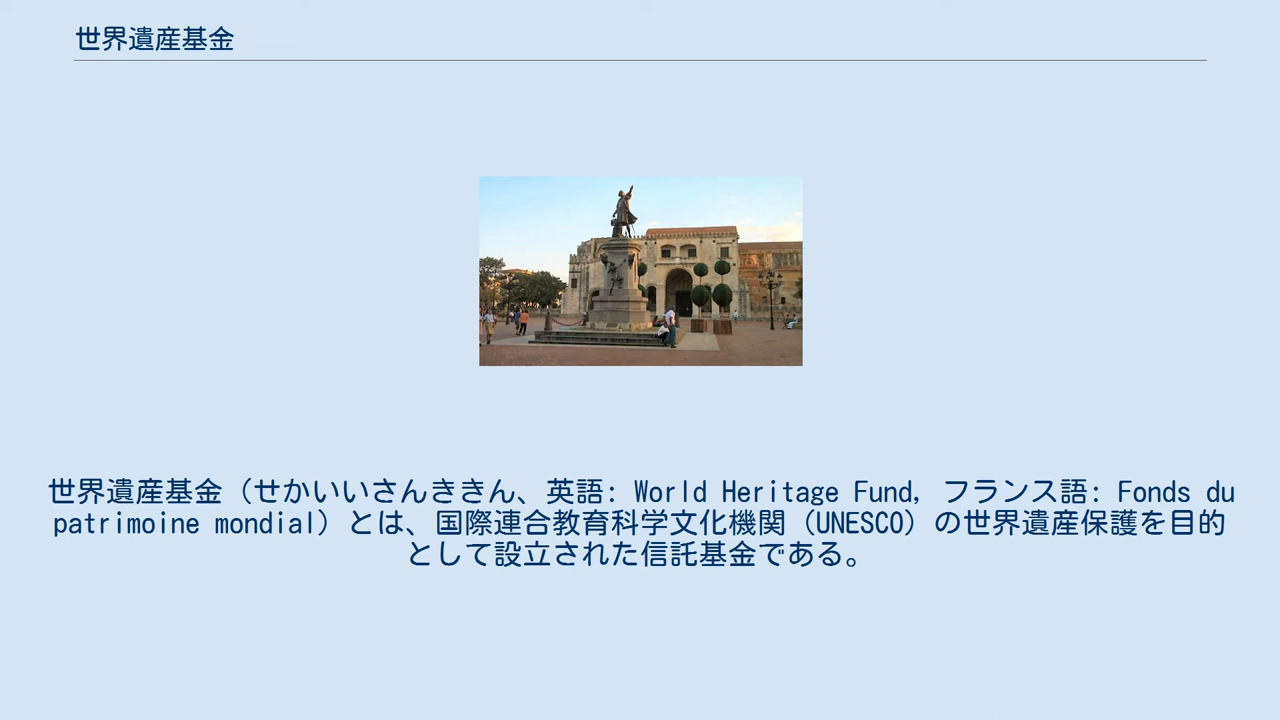 世界遺産基金
世界遺産基金（せかいいさんききん、英語: World Heritage Fund, フランス語: Fonds du
patrimoine mondial）とは、国際連合教育科学文化機関（UNESCO）の世界遺産保護を目的
として設立された信託基金である。